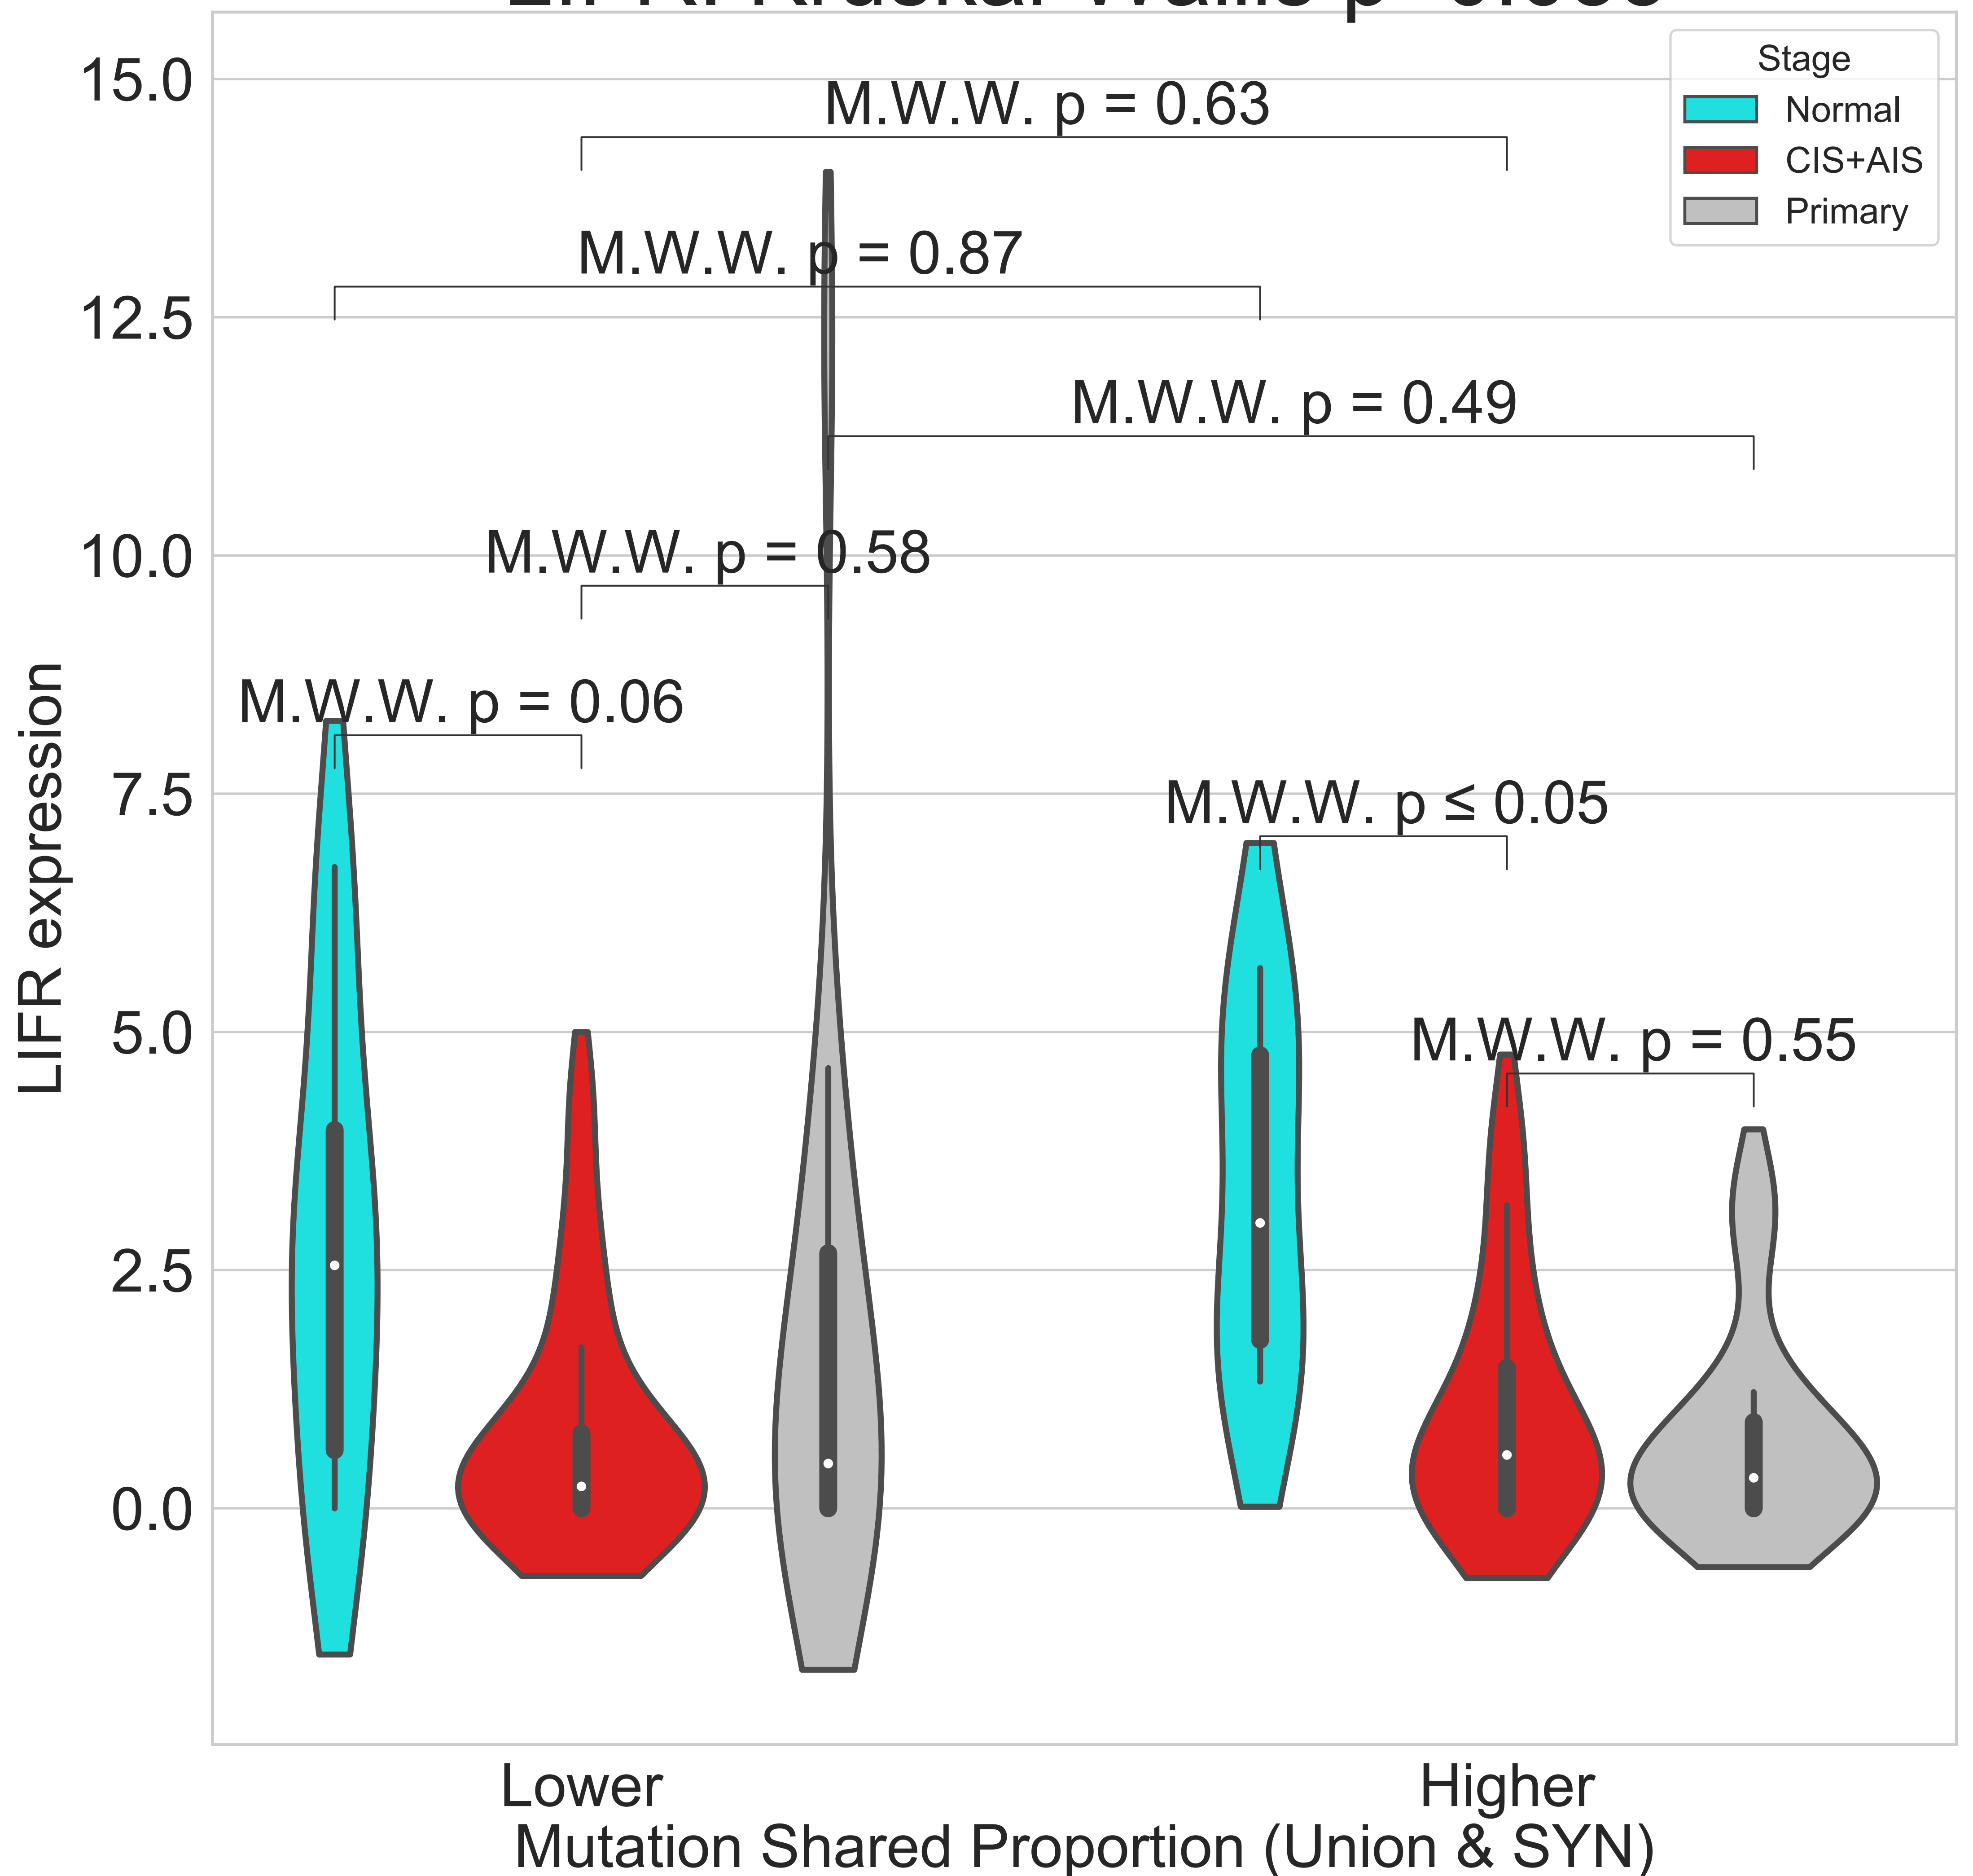 15.0
12.5
10.0
7.5
5.0
2.5
0.0
LIFR expression
Stage
Normal
CIS+AIS
Primary
M.W.W. p = 0.63
M.W.W. p = 0.87
M.W.W. p = 0.49
M.W.W. p = 0.58
M.W.W. p = 0.06
M.W.W. p ≤ 0.05
M.W.W. p = 0.55
Lower
Higher
Mutation Shared Proportion (Union & SYN)